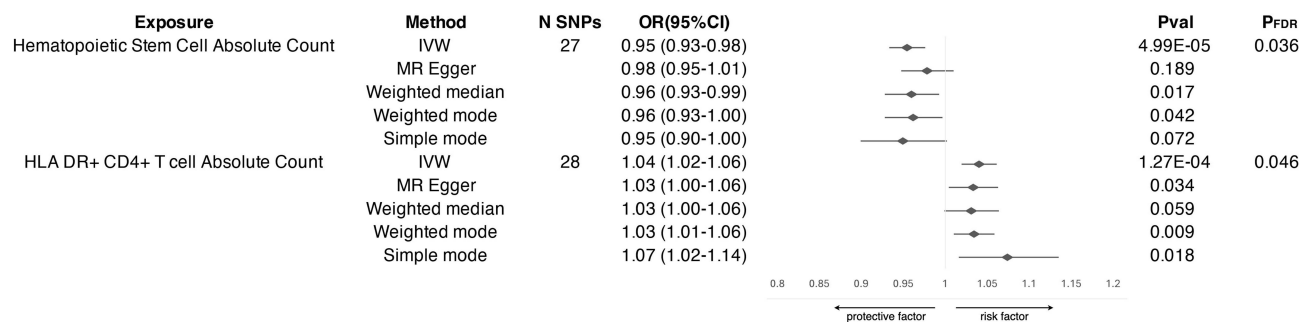 Exposure Method N SNPs OR(95%CI) Pval PFDR
Hematopoietic Stem Cell Absolute Count IVW 27 0.95 (0.93-0.98) 4.99E-05 0.036
MR Egger 0.98 (0.95-1.01) 0.189
Weighted median 0.96 (0.93-0.99) 0.017
Weighted mode 0.96 (0.93-1.00) 0.042
Simple mode 0.95 (0.90-1.00) 0.072
HLA DR+ CD4+ T cell Absolute Count IVW 28 1.04 (1.02-1.06) 1.27E-04 0.046
MR Egger 1.03 (1.00-1.06) 0.034
Weighted median 1.03 (1.00-1.06) 0.059
Weighted mode 1.03 (1.01-1.06) 0.009
Simple mode 1.07 (1.02-1.14) 0.018
0.8 0.85 0.9 0.95 1 1.05 1.1 1.15 1.2
protective factor risk factor